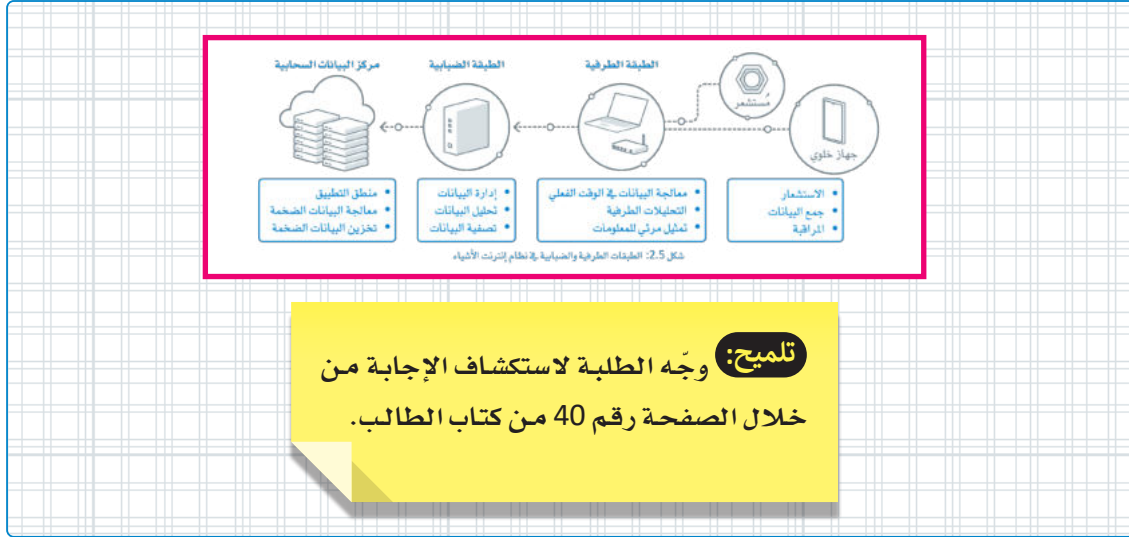 مركز البيانات السحابية
الطبقة الضبابية
الطبقة الطرفية
مُستشعر
جهاز خلوي
• منطق التطبيق
• معالجة البيانات الضخمة
• تخزين البيانات الضخمة
• إدارة البيانات
• تحليل البيانات
• تصفية البيانات
• معالجة البيانات في الوقت الفعلي
• التحليلات الطرفية
• تمثيل مرئي للمعلومات
• الاستشعار
• جمع البيانات
• المراقبة
شكل 2.5: الطبقات الطرفية والضبابية في نظام إنترنت الأشياء
تلميح: وجّه الطلبة لاستكشاف الإجابة من
خلال الصفحة رقم 40 من كتاب الطالب.